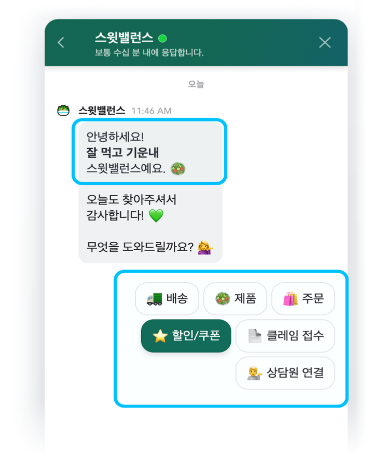 스윗밸런스
보통 수십 분 내에 응답합니다.
오늘
스윗밸런스 11:46 AM
안녕하세요!
잘 먹고 기운내
스윗밸런스예요.
오늘도 찾아주셔서
감사합니다!
무엇을 도와드릴까요?
배송 제품 주문
할인/쿠폰 클레임 접수
상담원 연결